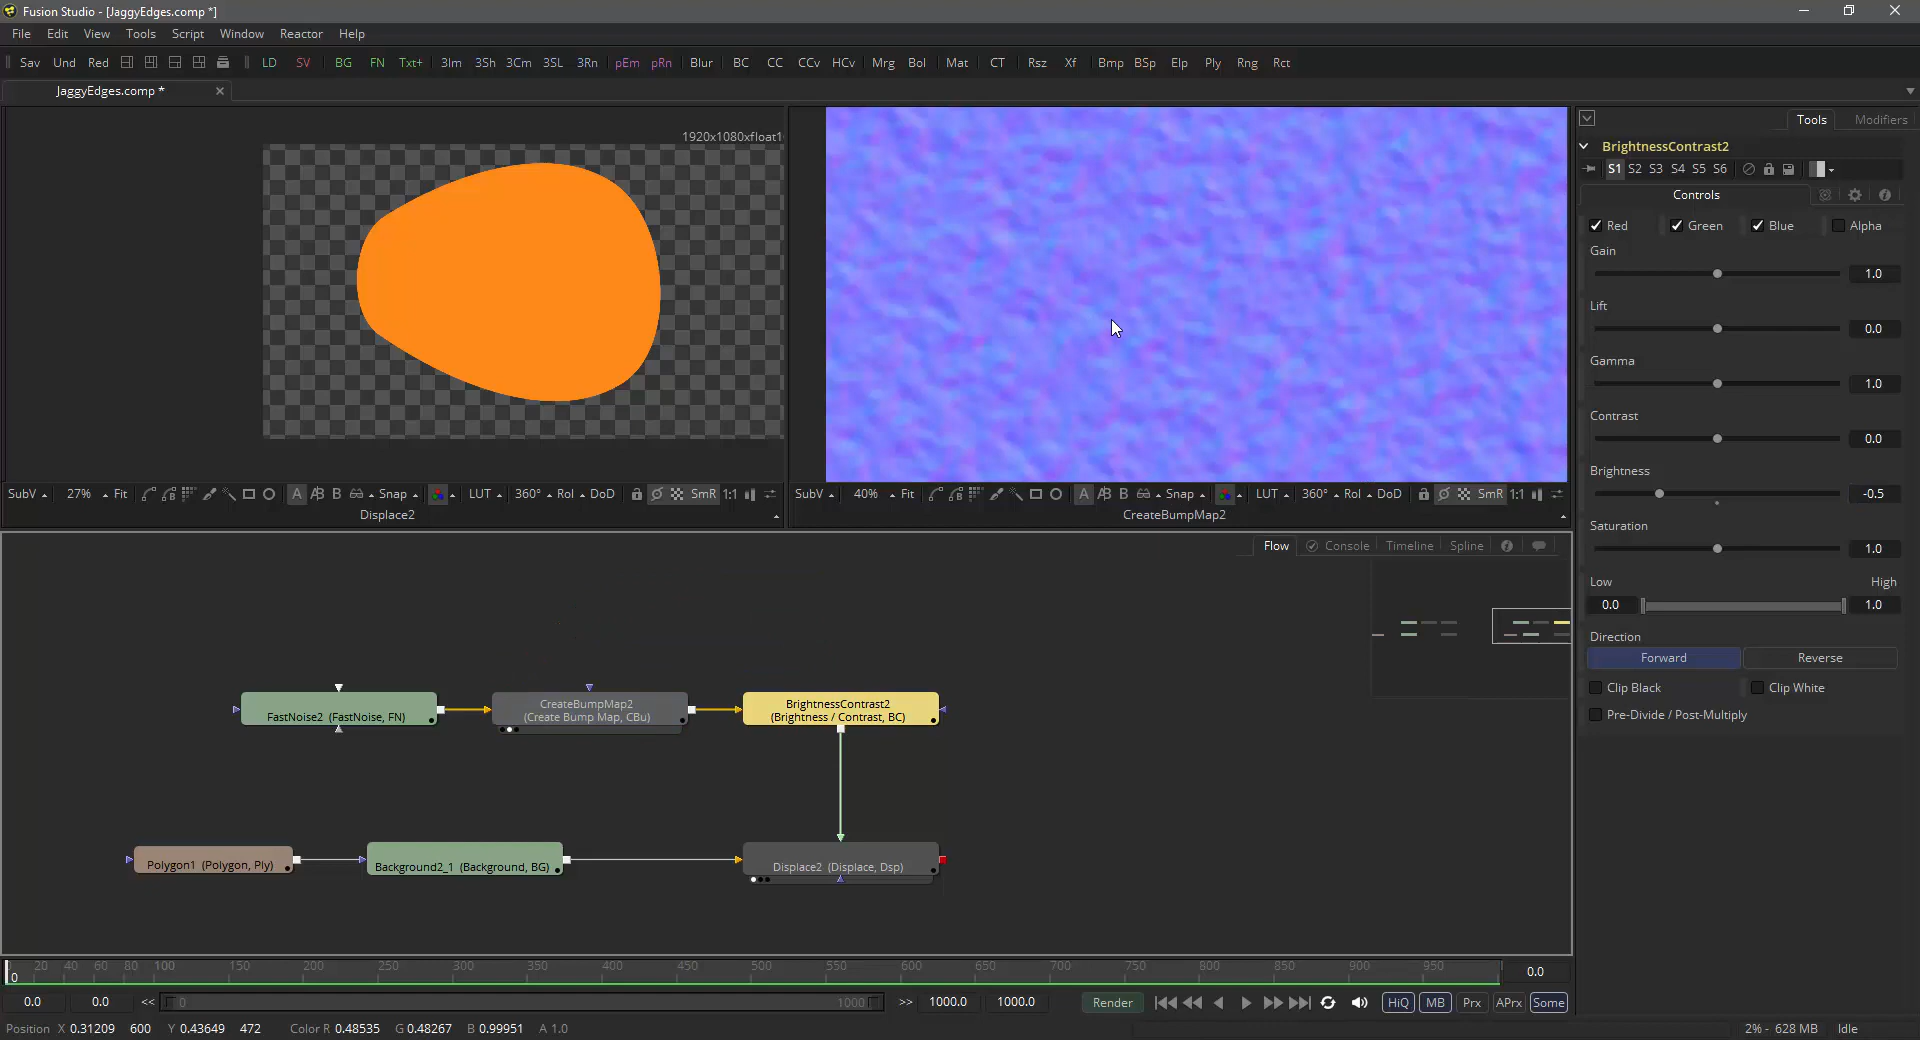 Fusion Studio - [JaggyEdges.comp *]
File Edit View Tools Script Window Reactor Help
Sav Und Red LD SV BG FN Txt+ 3Im 3Sh 3Cm 3SL 3Rn pEm pRn Blur BC CC CCv HCv Mrg Bol Mat CT Rsz Xf Bmp BSp Elp Ply Rng Rct
JaggyEdges.comp *
Tools Modifiers
1920x1080xfloat1
BrightnessContrast2
S1 S2 S3 S4 S5 S6
Controls
Red Green Blue Alpha
Gain
1.0
Lift
0.0
Gamma
1.0
Contrast
0.0
Brightness
-0.5
Saturation
1.0
Low High
0.0 1.0
Direction
Forward Reverse
Clip Black Clip White
Pre-Divide / Post-Multiply
SubV 27% Fit A B Snap LUT 360° RoI DoD SmR 1:1
Displace2
SubV 40% Fit A B Snap LUT 360° RoI DoD SmR 1:1
CreateBumpMap2
Flow Console Timeline Spline
FastNoise2 (FastNoise, FN)
CreateBumpMap2
(Create Bump Map, CBu)
BrightnessContrast2
(Brightness / Contrast, BC)
Polygon1 (Polygon, Ply)
Background2_1 (Background, BG)
Displace2 (Displace, Dsp)
0 20 40 60 80 100 150 200 250 300 350 400 450 500 550 600 650 700 750 800 850 900 950 0.0
0.0 0.0 << 0 1000 >> 1000.0 1000.0 Render HiQ MB Prx APrx Some
Position X 0.31209 600 Y 0.43649 472 Color R 0.48535 G 0.48267 B 0.99951 A 1.0 2% - 628 MB Idle